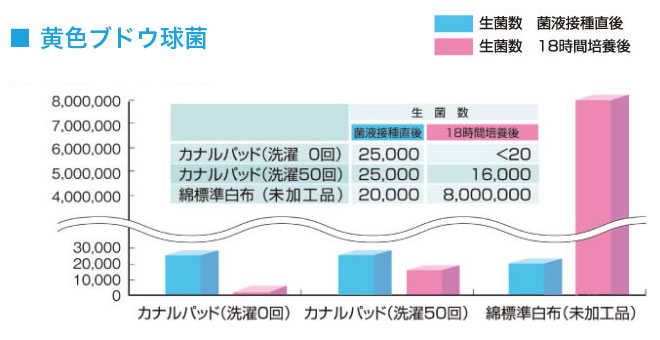 ■ 黄色ブドウ球菌
生菌数　菌液接種直後
生菌数　18時間培養後
8,000,000
7,000,000
6,000,000
5,000,000
4,000,000
30,000
20,000
10,000
0
生 菌 数
菌液接種直後 18時間培養後
カナルパッド(洗濯 0回) 25,000 <20
カナルパッド(洗濯50回) 25,000 16,000
綿標準白布(未加工品) 20,000 8,000,000
カナルパッド(洗濯0回) カナルパッド(洗濯50回) 綿標準白布(未加工品)